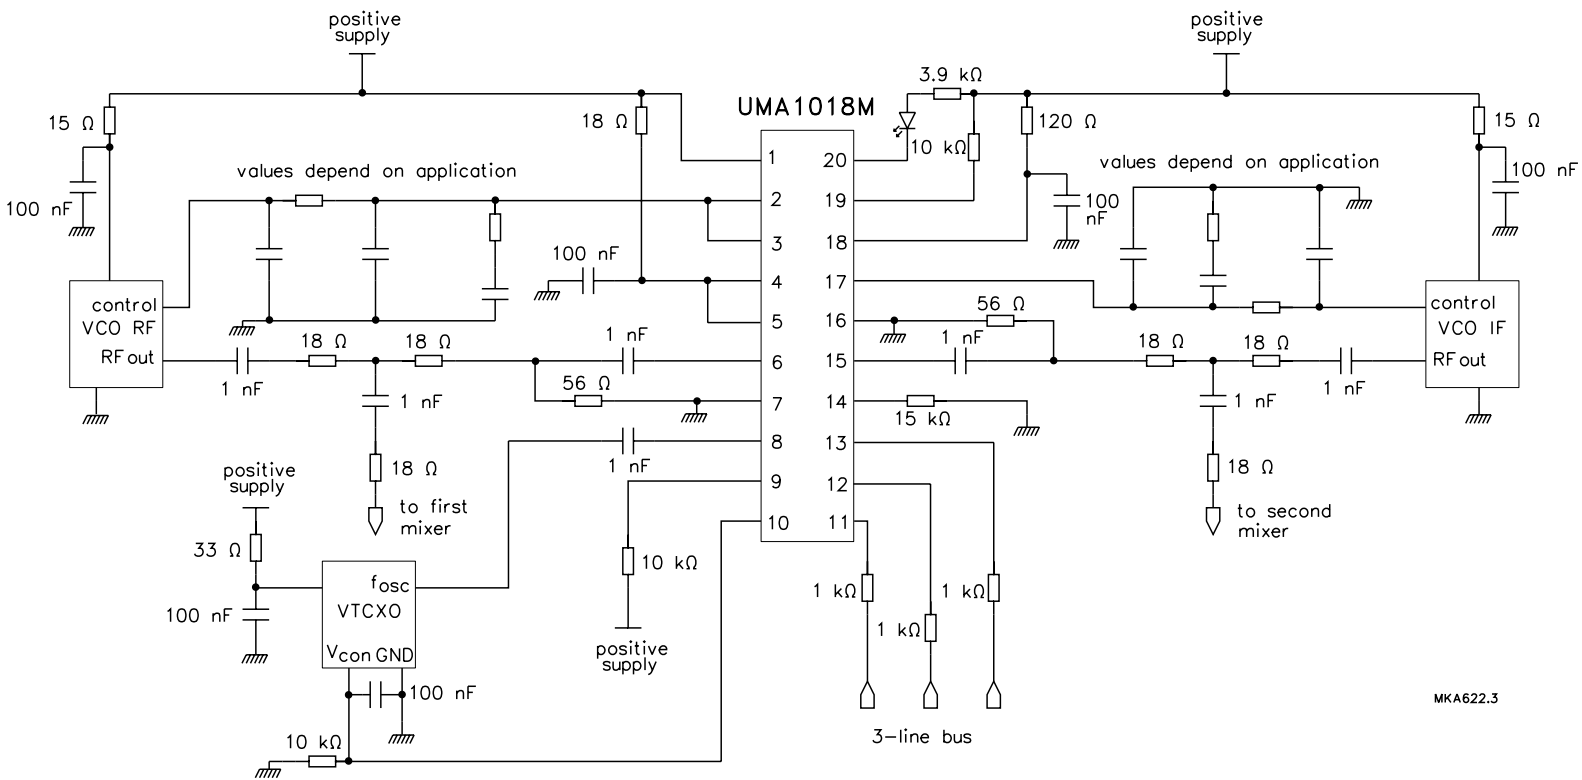 positive
supply
positive
supply
3.9 kΩ
UMA1018M
15 Ω
18 Ω
120 Ω
15 Ω
10 kΩ
1
20
values depend on application
values depend on application
100 nF
100 nF
100
nF
2
19
3
18
100 nF
4
17
control
VCO RF
RF out
5
16
56 Ω
control
VCO IF
RF out
18 Ω
18 Ω
1 nF
1 nF
18 Ω
18 Ω
6
15
1 nF
56 Ω
1 nF
1 nF
7
14
15 kΩ
1 nF
8
13
1 nF
positive
supply
18 Ω
18 Ω
9
12
to first
mixer
10
11
to second
mixer
33 Ω
10 kΩ
fosc
VTCXO
Vcon GND
1 kΩ
1 kΩ
1 kΩ
100 nF
positive
supply
100 nF
3-line bus
10 kΩ
MKA622.3